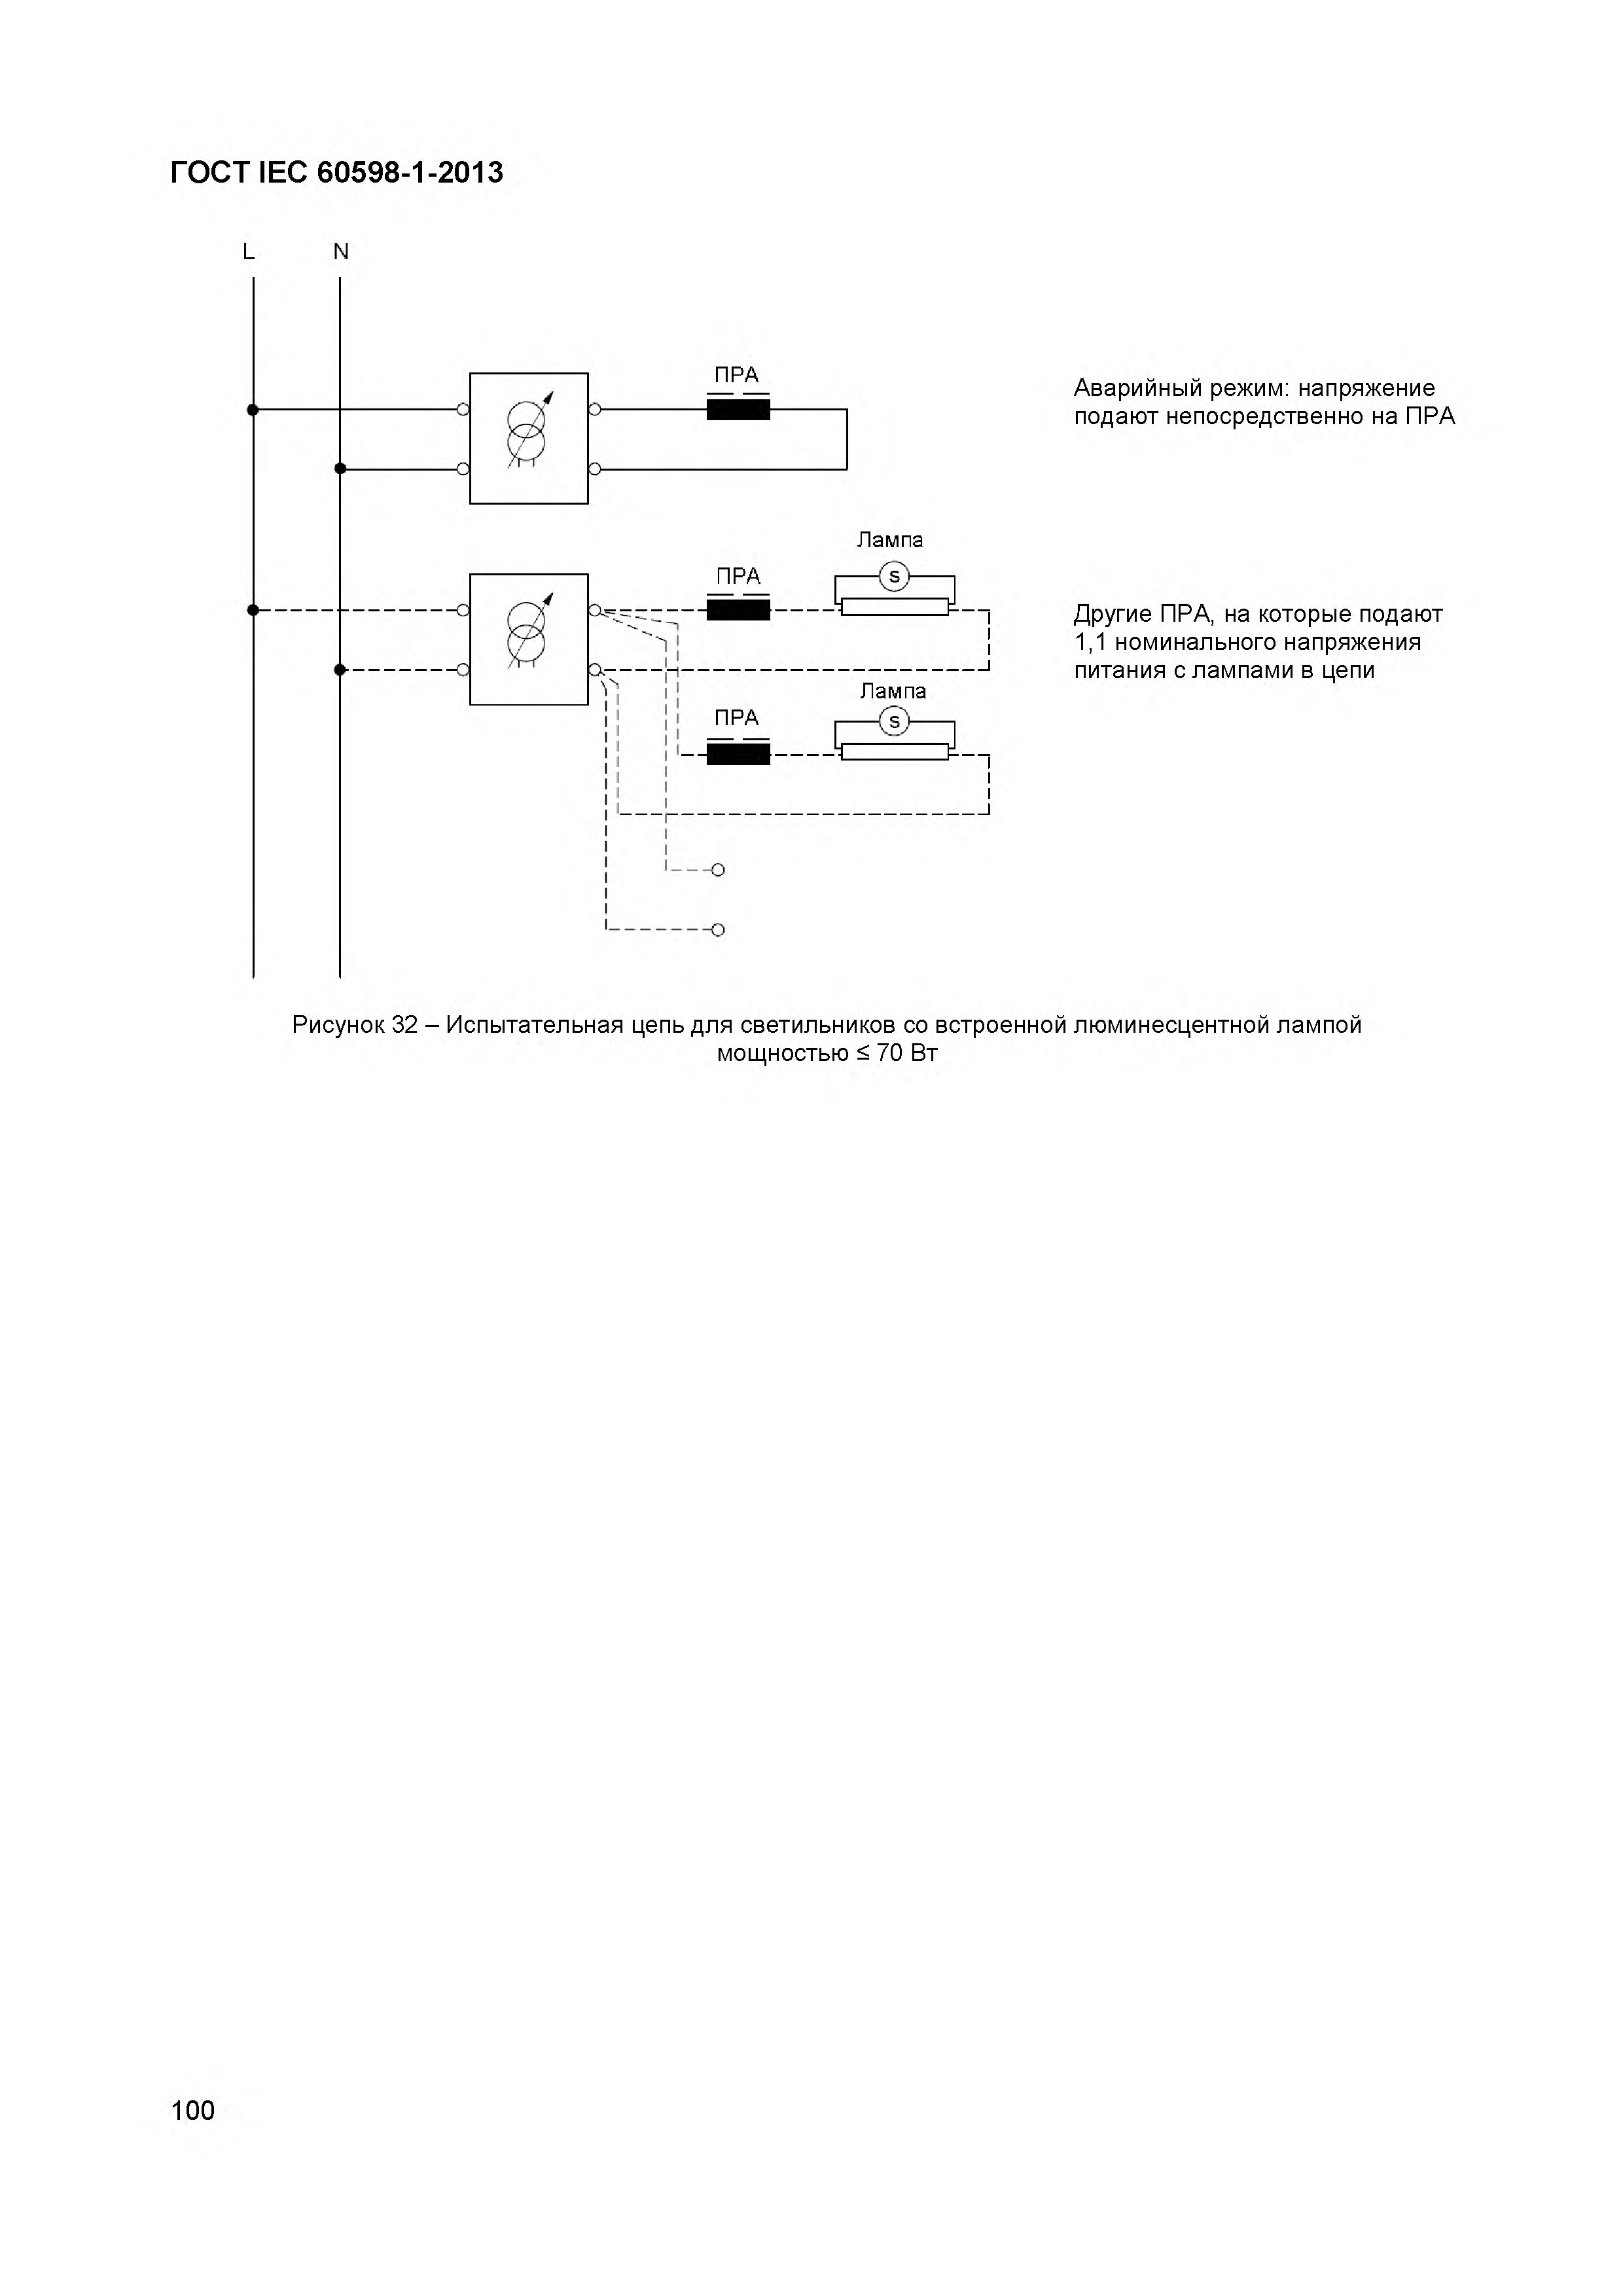 ГОСТ IEC 60598-1-2013
L N
ПРА
Аварийный режим: напряжение
подают непосредственно на ПРА
Лампа
ПРА
S
Другие ПРА, на которые подают
1,1 номинального напряжения
питания с лампами в цепи
Лампа
ПРА
S
Рисунок 32 – Испытательная цепь для светильников со встроенной люминесцентной лампой
мощностью ≤ 70 Вт
100